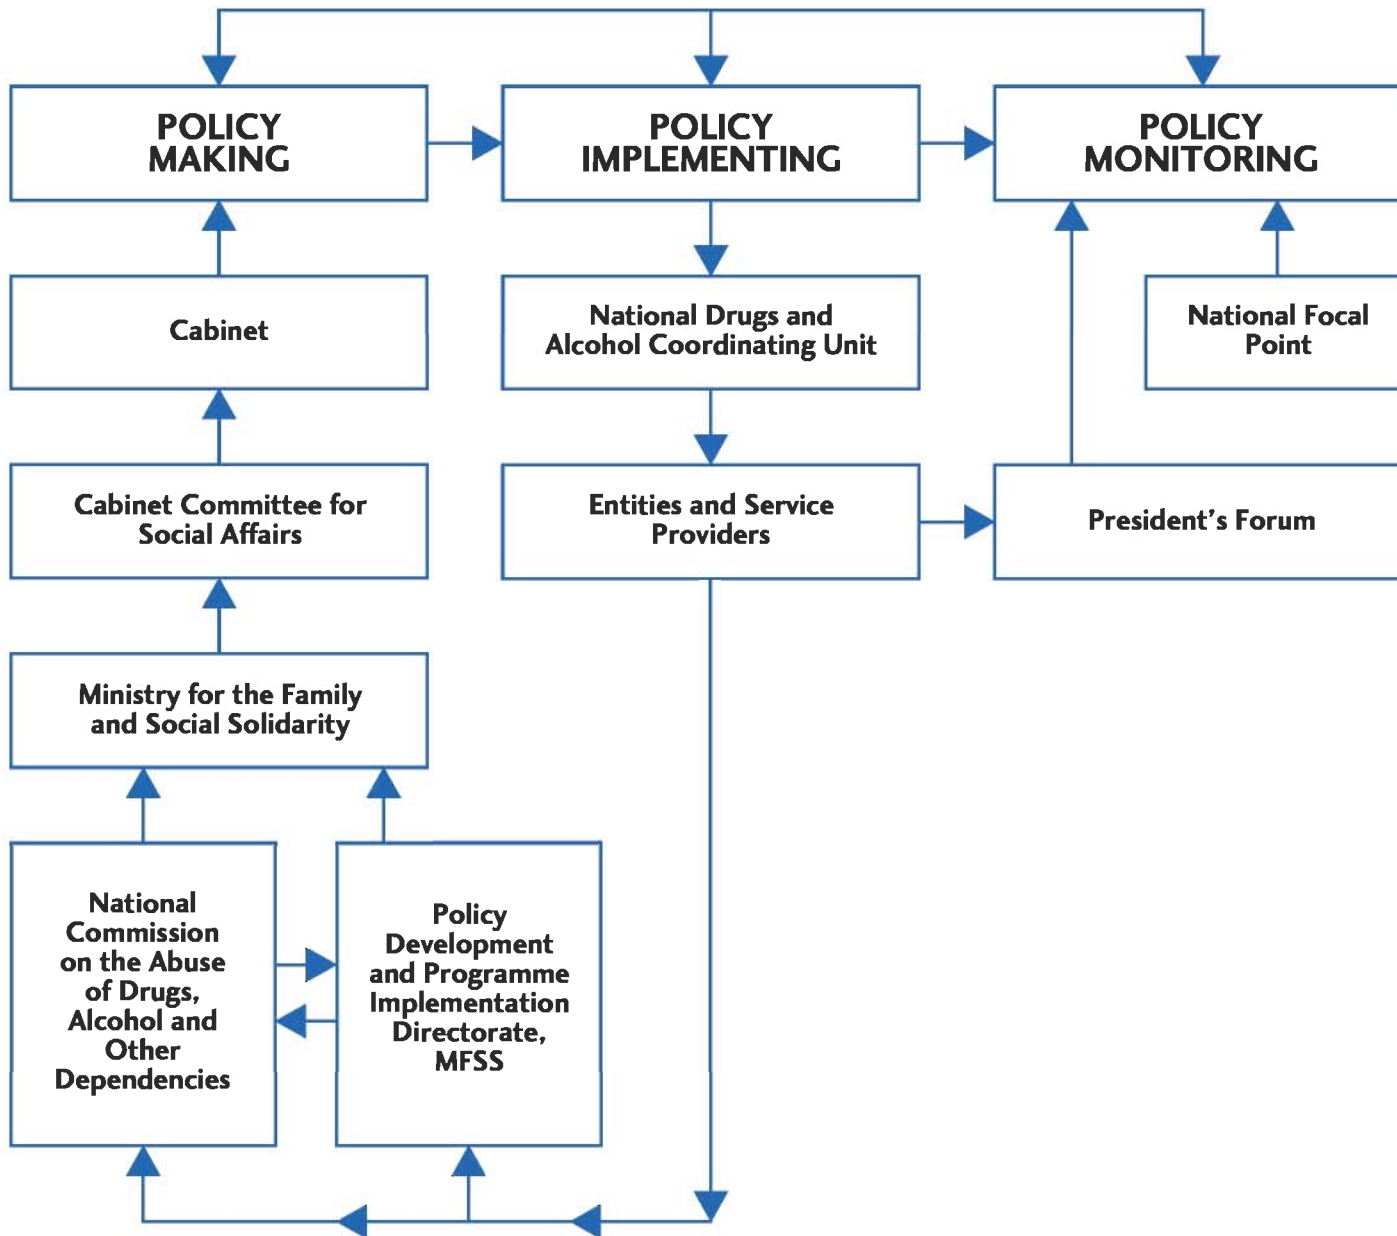 POLICY
MAKING
POLICY
IMPLEMENTING
POLICY
MONITORING
Cabinet
National Drugs and
Alcohol Coordinating Unit
National Focal
Point
Cabinet Committee for
Social Affairs
Entities and Service
Providers
President's Forum
Ministry for the Family
and Social Solidarity
National
Commission
on the Abuse
of Drugs,
Alcohol and
Other
Dependencies
Policy
Development
and Programme
Implementation
Directorate,
MFSS